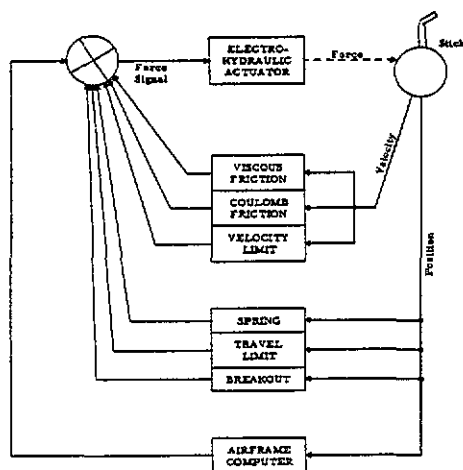 ELECTRO-
HYDRAULIC
ACTUATOR
Force
Signal
Force
Stick
Velocity
VISCOUS
FRICTION
COULOMB
FRICTION
VELOCITY
LIMIT
Position
SPRING
TRAVEL
LIMIT
BREAKOUT
AIRFRAME
COMPUTER